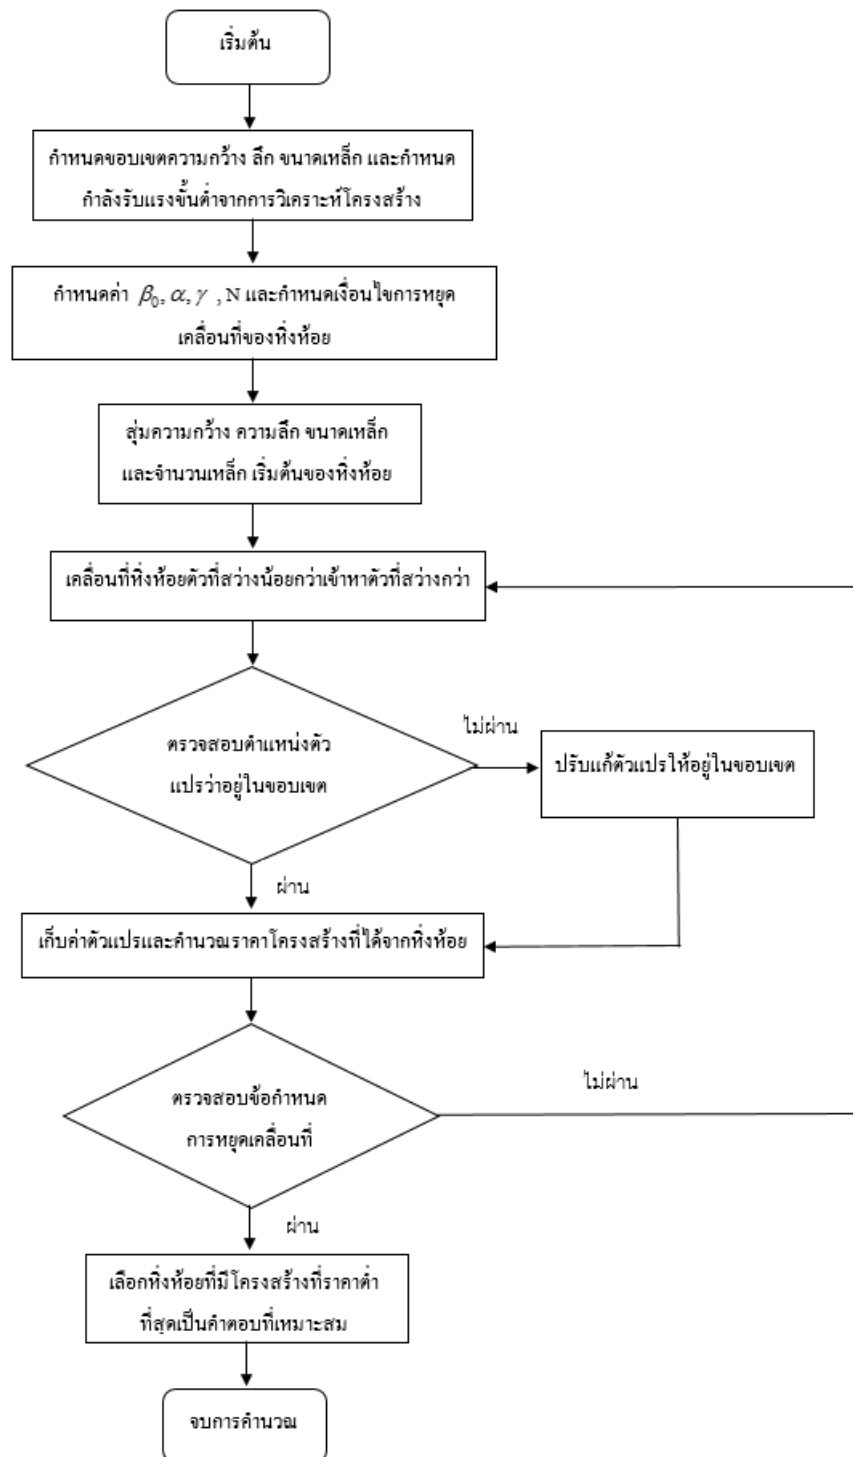 เริ่มต้น
กำหนดขอบเขตความกว้าง ลึก ขนาดเหล็ก และกำหนด
กำลังรับแรงขั้นต่ำจากการวิเคราะห์โครงสร้าง
กำหนดค่า β₀, α, γ , N และกำหนดเงื่อนไขการหยุด
เคลื่อนที่ของหิ่งห้อย
สุ่มความกว้าง ความลึก ขนาดเหล็ก
และจำนวนเหล็ก เริ่มต้นของหิ่งห้อย
เคลื่อนที่หิ่งห้อยตัวที่สว่างน้อยกว่าเข้าหาตัวที่สว่างกว่า
ตรวจสอบตำแหน่งตัว
แปรว่าอยู่ในขอบเขต
ไม่ผ่าน
ปรับแก้ตัวแปรให้อยู่ในขอบเขต
ผ่าน
เก็บค่าตัวแปรและคำนวณราคาโครงสร้างที่ได้จากหิ่งห้อย
ตรวจสอบข้อกำหนด
การหยุดเคลื่อนที่
ไม่ผ่าน
ผ่าน
เลือกหิ่งห้อยที่มีโครงสร้างที่ราคาต่ำ
ที่สุดเป็นคำตอบที่เหมาะสม
จบการคำนวณ